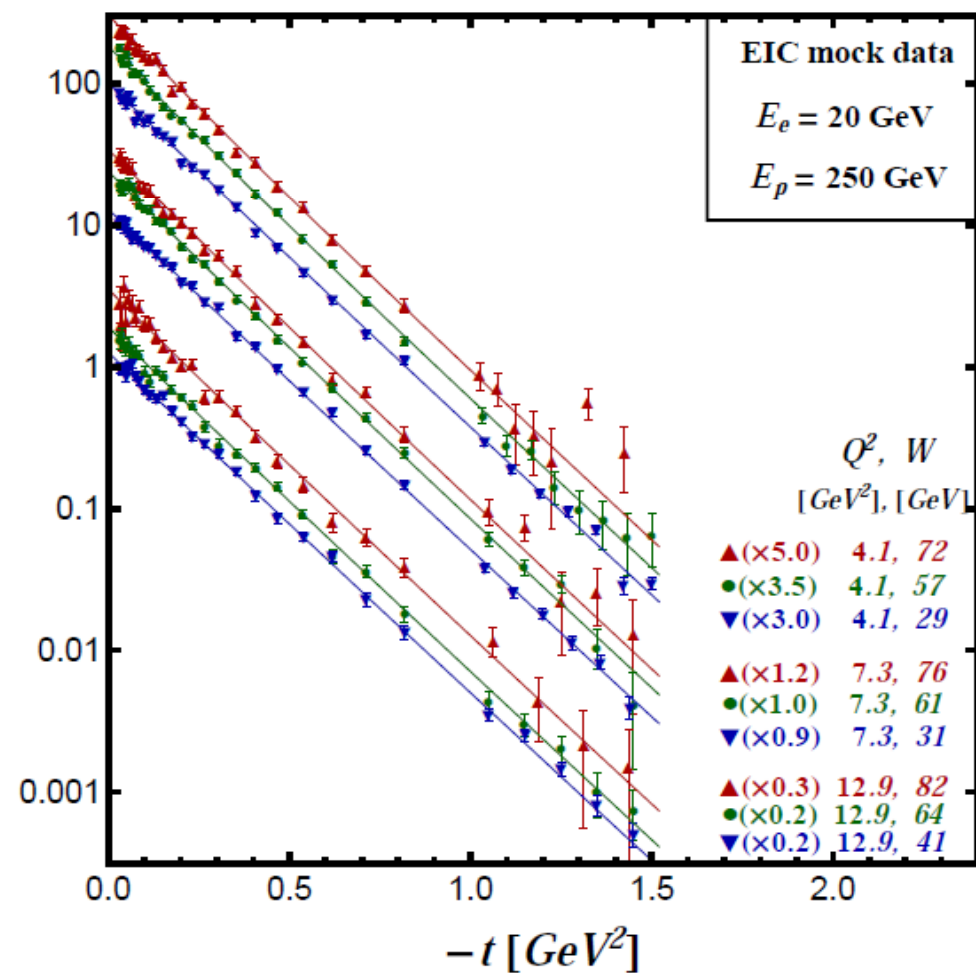 EIC mock data
E_e = 20 GeV
E_p = 250 GeV
100
10
1
0.1
0.01
0.001
Q², W
[GeV²], [GeV]
▲(×5.0) 4.1, 72
●(×3.5) 4.1, 57
▼(×3.0) 4.1, 29
▲(×1.2) 7.3, 76
●(×1.0) 7.3, 61
▼(×0.9) 7.3, 31
▲(×0.3) 12.9, 82
●(×0.2) 12.9, 64
▼(×0.2) 12.9, 41
0.0 0.5 1.0 1.5 2.0
−t [GeV²]